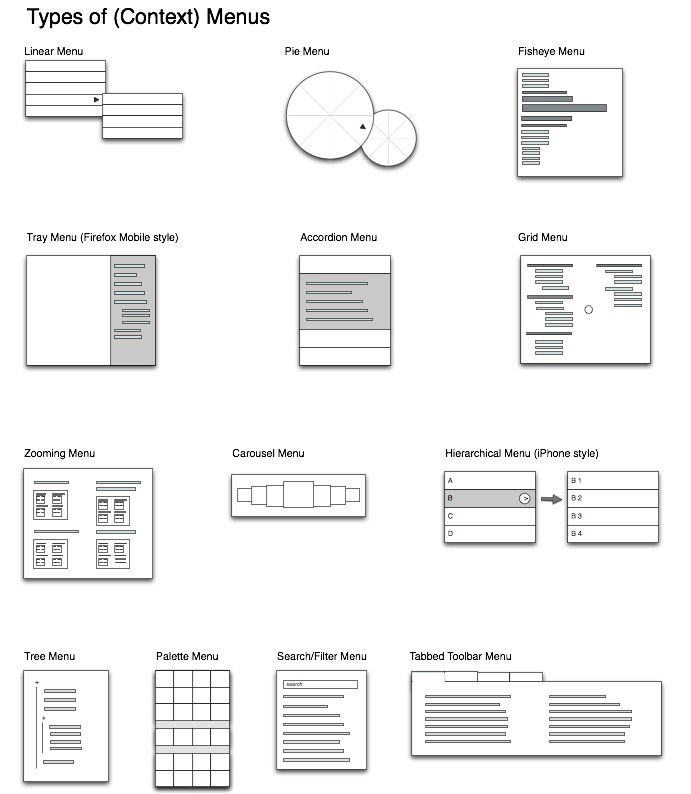 Types of (Context) Menus
Linear Menu
Pie Menu
Fisheye Menu
Tray Menu (Firefox Mobile style)
Accordion Menu
Grid Menu
Zooming Menu
Carousel Menu
Hierarchical Menu (iPhone style)
A
B
>
C
D
B 1
B 2
B 3
B 4
Tree Menu
Palette Menu
Search/Filter Menu
Tabbed Toolbar Menu
+
+
search